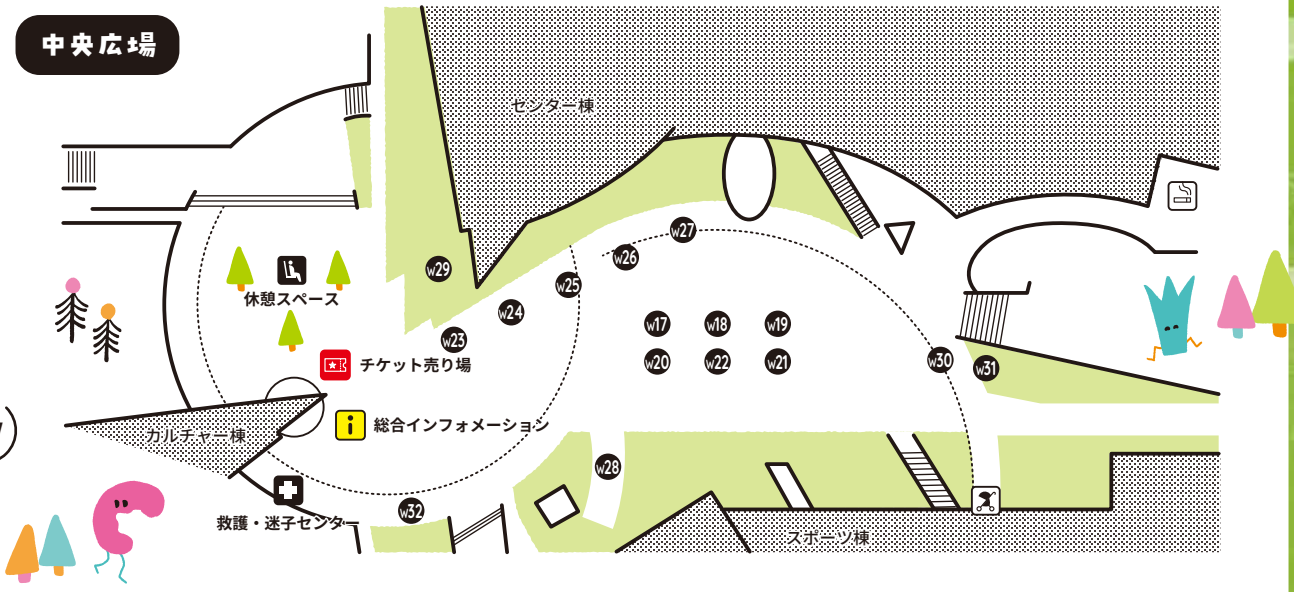 中央広場
センター棟
w27
w26
w29
w25
休憩スペース
w24
w17 w18 w19
w23
チケット売り場
w20 w22 w21
w30 w31
総合インフォメーション
カルチャー棟
w28
w32
救護・迷子センター
スポーツ棟